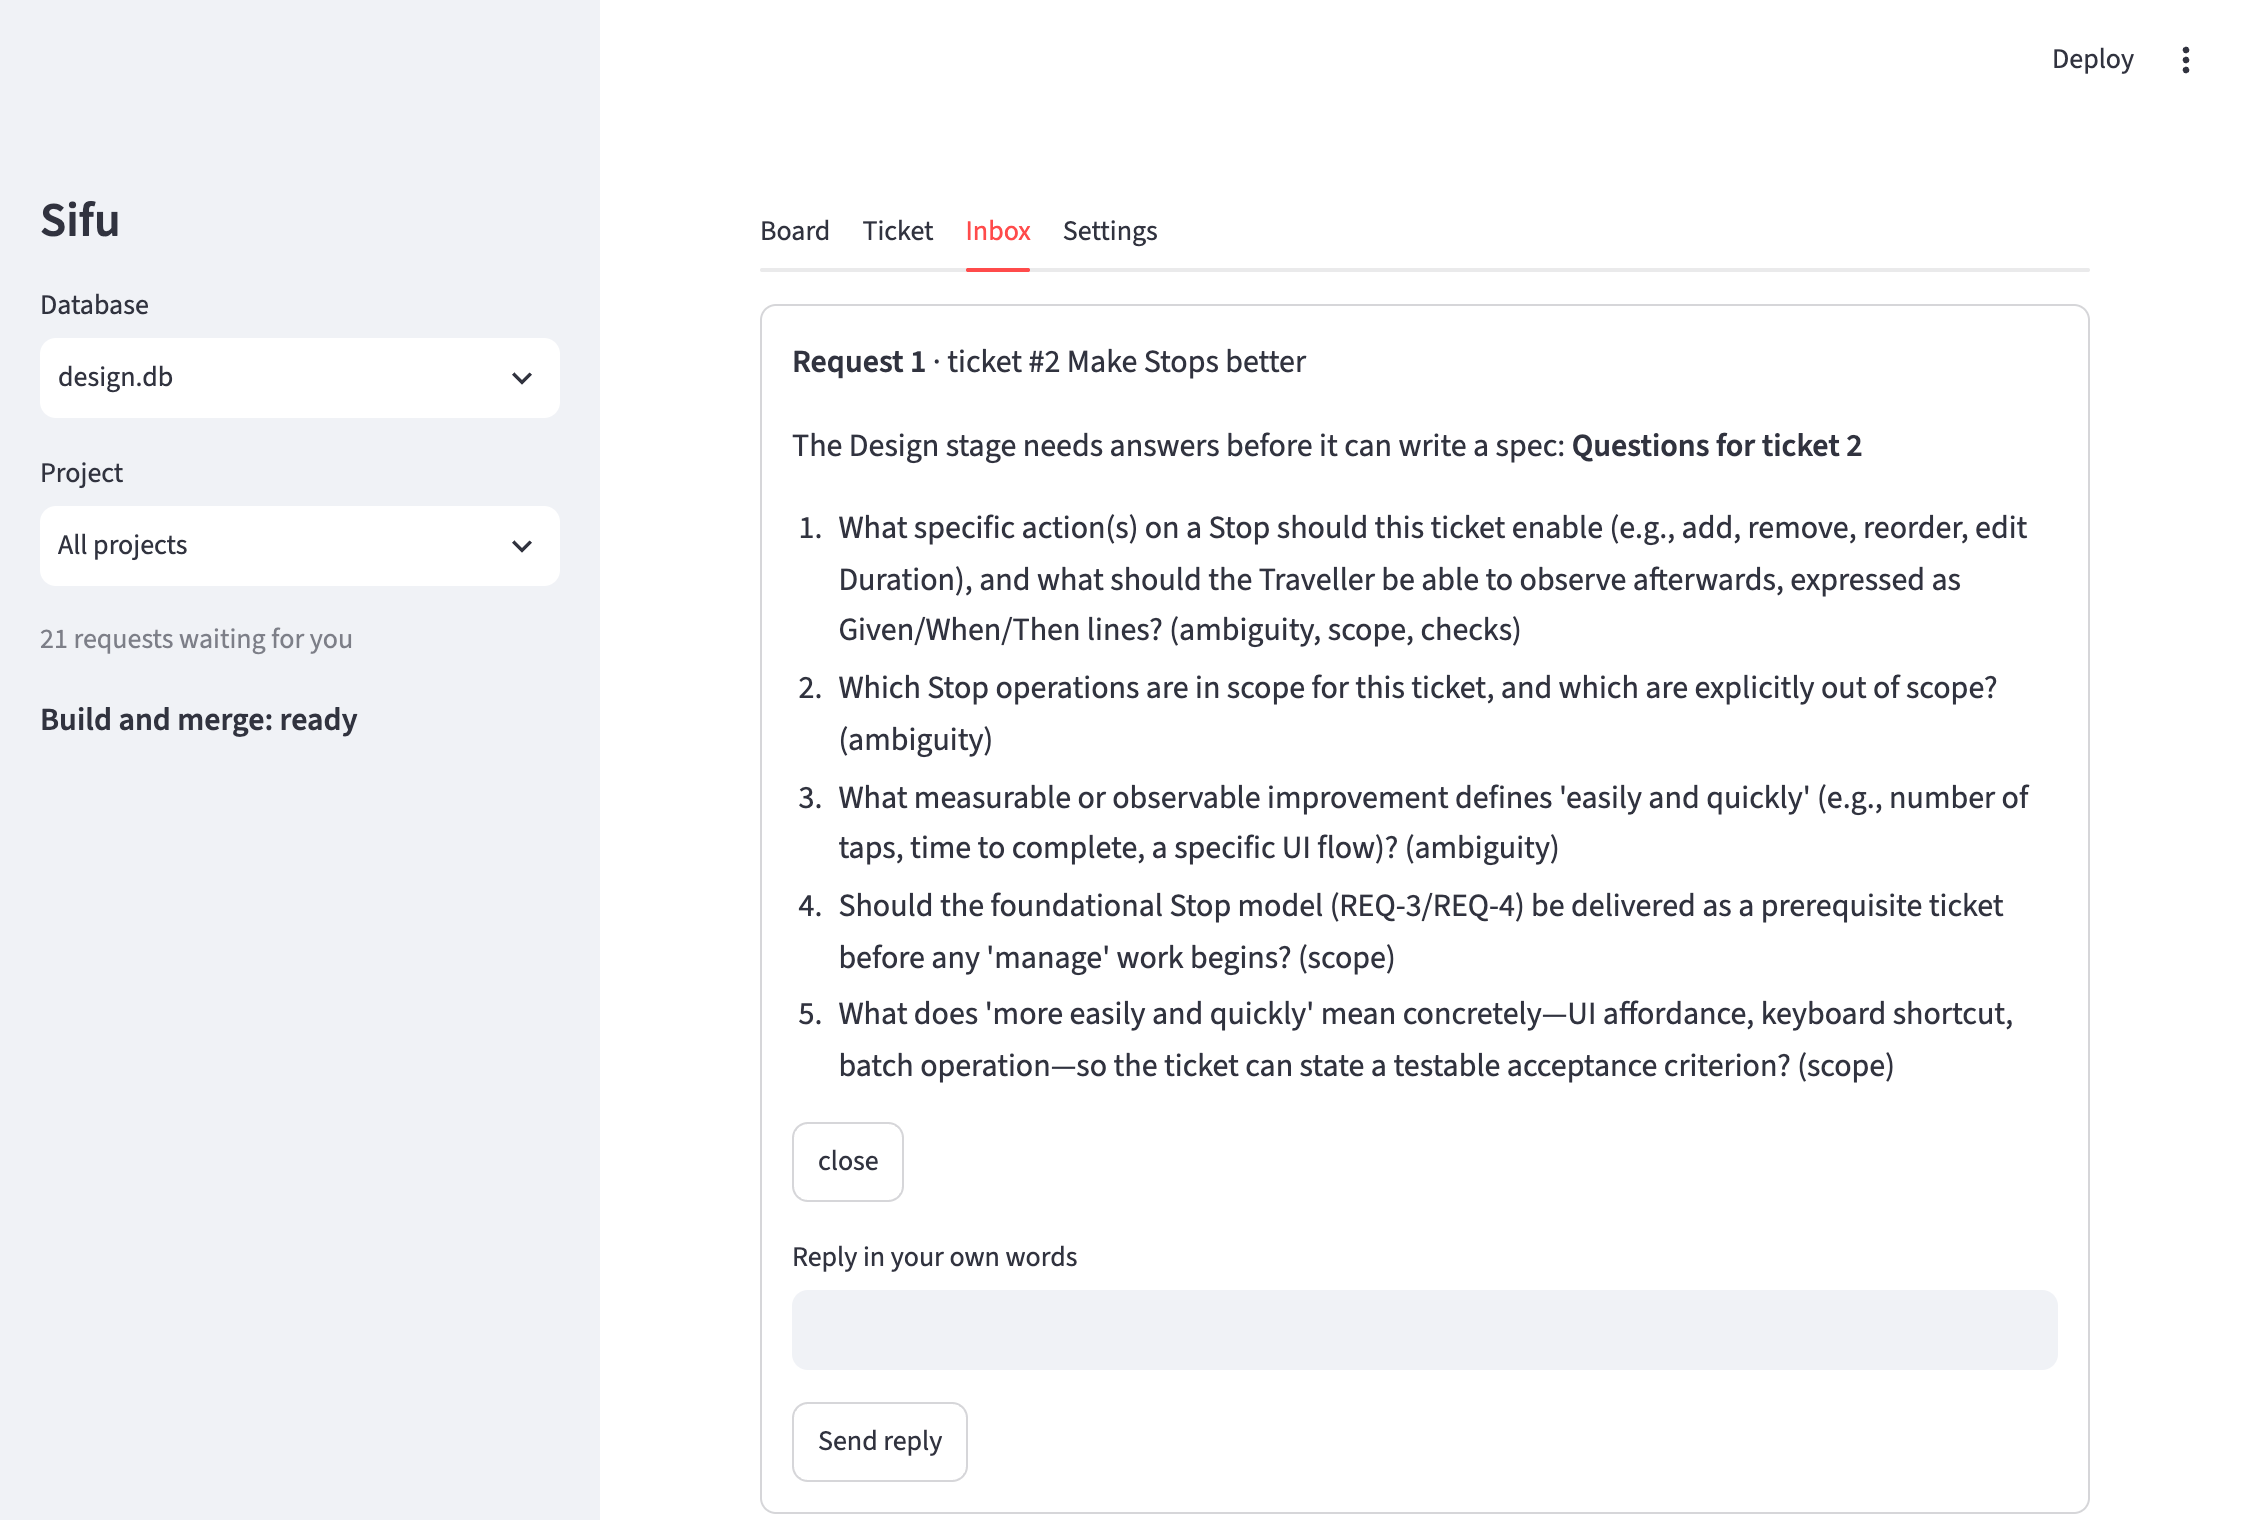 Deploy
Sifu
Database
design.db
Project
All projects
21 requests waiting for you
Build and merge: ready
Board Ticket Inbox Settings
Request 1 · ticket #2 Make Stops better
The Design stage needs answers before it can write a spec: Questions for ticket 2
1. What specific action(s) on a Stop should this ticket enable (e.g., add, remove, reorder, edit
Duration), and what should the Traveller be able to observe afterwards, expressed as
Given/When/Then lines? (ambiguity, scope, checks)
2. Which Stop operations are in scope for this ticket, and which are explicitly out of scope?
(ambiguity)
3. What measurable or observable improvement defines 'easily and quickly' (e.g., number of
taps, time to complete, a specific UI flow)? (ambiguity)
4. Should the foundational Stop model (REQ-3/REQ-4) be delivered as a prerequisite ticket
before any 'manage' work begins? (scope)
5. What does 'more easily and quickly' mean concretely—UI affordance, keyboard shortcut,
batch operation—so the ticket can state a testable acceptance criterion? (scope)
close
Reply in your own words
Send reply